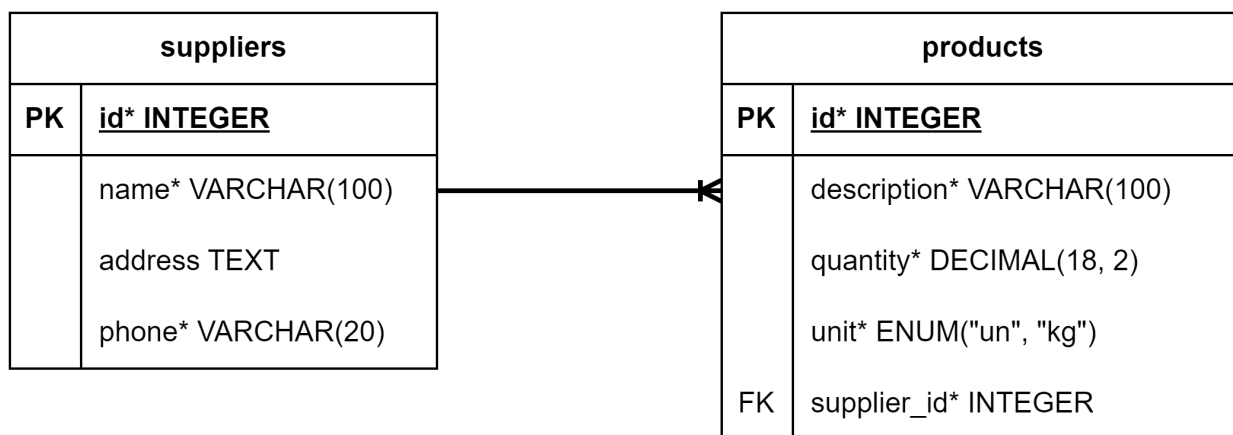 suppliers
PK id* INTEGER
name* VARCHAR(100)
address TEXT
phone* VARCHAR(20)
products
PK id* INTEGER
description* VARCHAR(100)
quantity* DECIMAL(18, 2)
unit* ENUM("un", "kg")
FK supplier_id* INTEGER